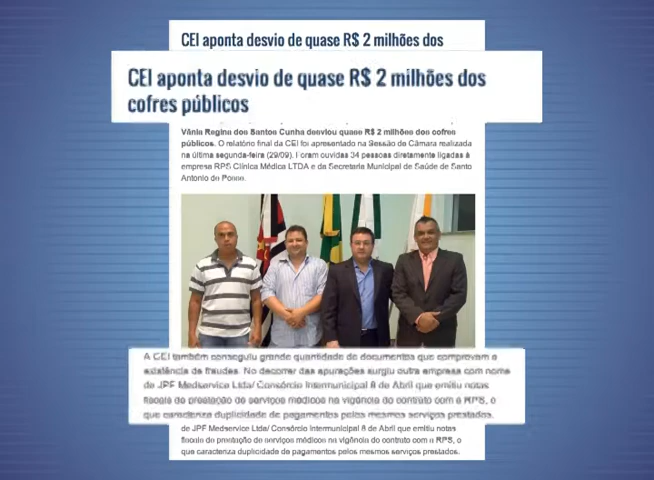 CEI aponta desvio de quase R$ 2 milhões dos
CEI aponta desvio de quase R$ 2 milhões dos
cofres públicos
Vânia Regina dos Santos Cunha desviou quase R$ 2 milhões dos cofres
públicos. O relatório final da CEI foi apresentado na Sessão de Câmara realizada
na última segunda-feira (29/09). Foram ouvidas 34 pessoas diretamente ligadas à
empresa RPS Clínica Médica LTDA e da Secretaria Municipal de Saúde de Santo
Antonio de Posse.
A CEI também conseguiu grande quantidade de documentos que comprovam a
existência de fraudes. No decorrer das apurações surgiu outra empresa com nome
de JPF Medservice Ltda/ Consórcio Intermunicipal 8 de Abril que emitiu notas
fiscais de prestação de serviços médicos na vigência do contrato com a RPS, o
que caracteriza duplicidade de pagamentos pelos mesmos serviços prestados.
de JPF Medservice Ltda/ Consórcio Intermunicipal 8 de Abril que emitiu notas
fiscais de prestação de serviços médicos na vigência do contrato com a RPS, o
que caracteriza duplicidade de pagamentos pelos mesmos serviços prestados.